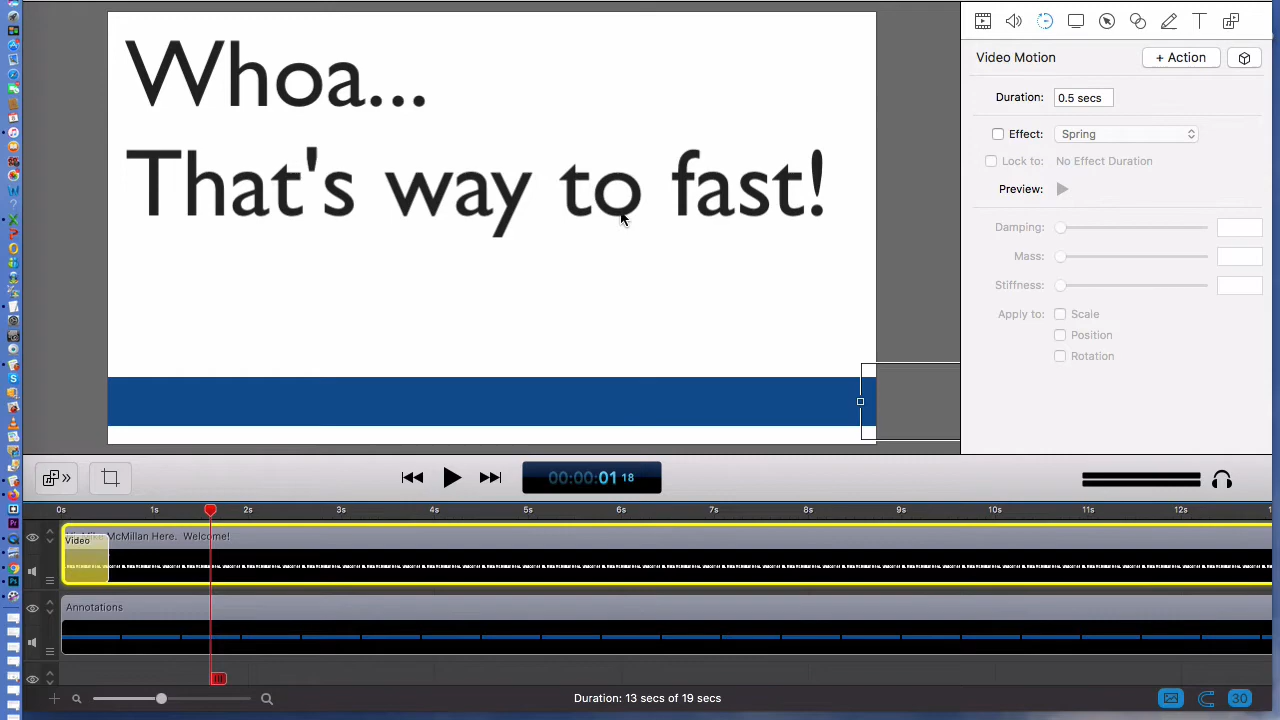 Whoa...
That's way to fast!
Video Motion
+ Action
Duration: 0.5 secs
Effect: Spring
Lock to: No Effect Duration
Preview:
Damping:
Mass:
Stiffness:
Apply to: Scale
Position
Rotation
00:00:01 18
0s 1s 2s 3s 4s 5s 6s 7s 8s 9s 10s 11s 12s
McMillan Here. Welcome!
Video
Annotations
Duration: 13 secs of 19 secs
30